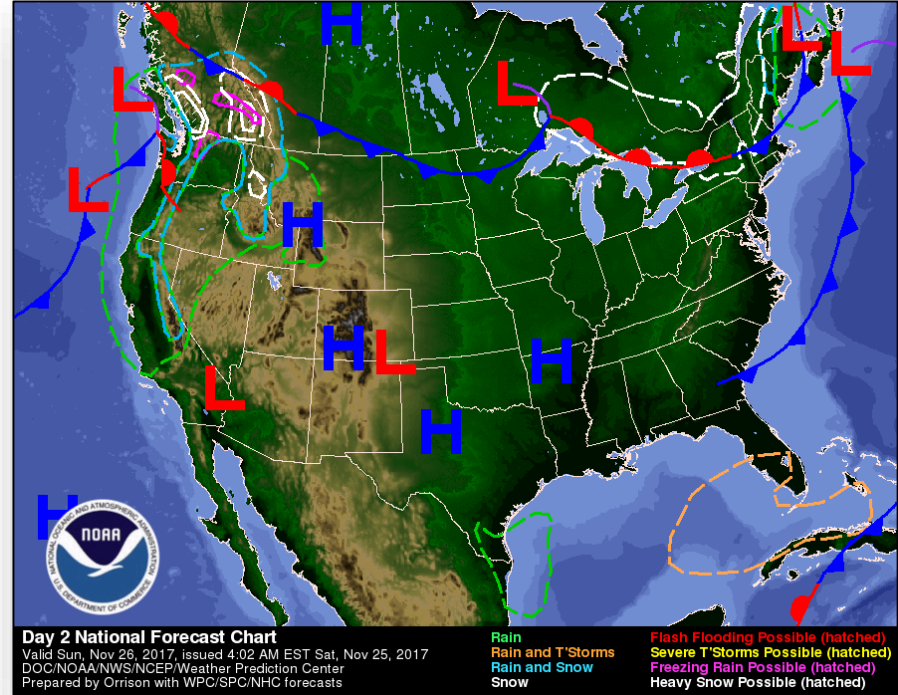 H
L
L
L
L
L
H
H
L
H
L
H
H
H
NOAA
NATIONAL OCEANIC AND ATMOSPHERIC ADMINISTRATION
U.S. DEPARTMENT OF COMMERCE
Day 2 National Forecast Chart
Valid Sun, Nov 26, 2017, issued 4:02 AM EST Sat, Nov 25, 2017
DOC/NOAA/NWS/NCEP/Weather Prediction Center
Prepared by Orrison with WPC/SPC/NHC forecasts
Rain
Rain and T'Storms
Rain and Snow
Snow
Flash Flooding Possible (hatched)
Severe T'Storms Possible (hatched)
Freezing Rain Possible (hatched)
Heavy Snow Possible (hatched)